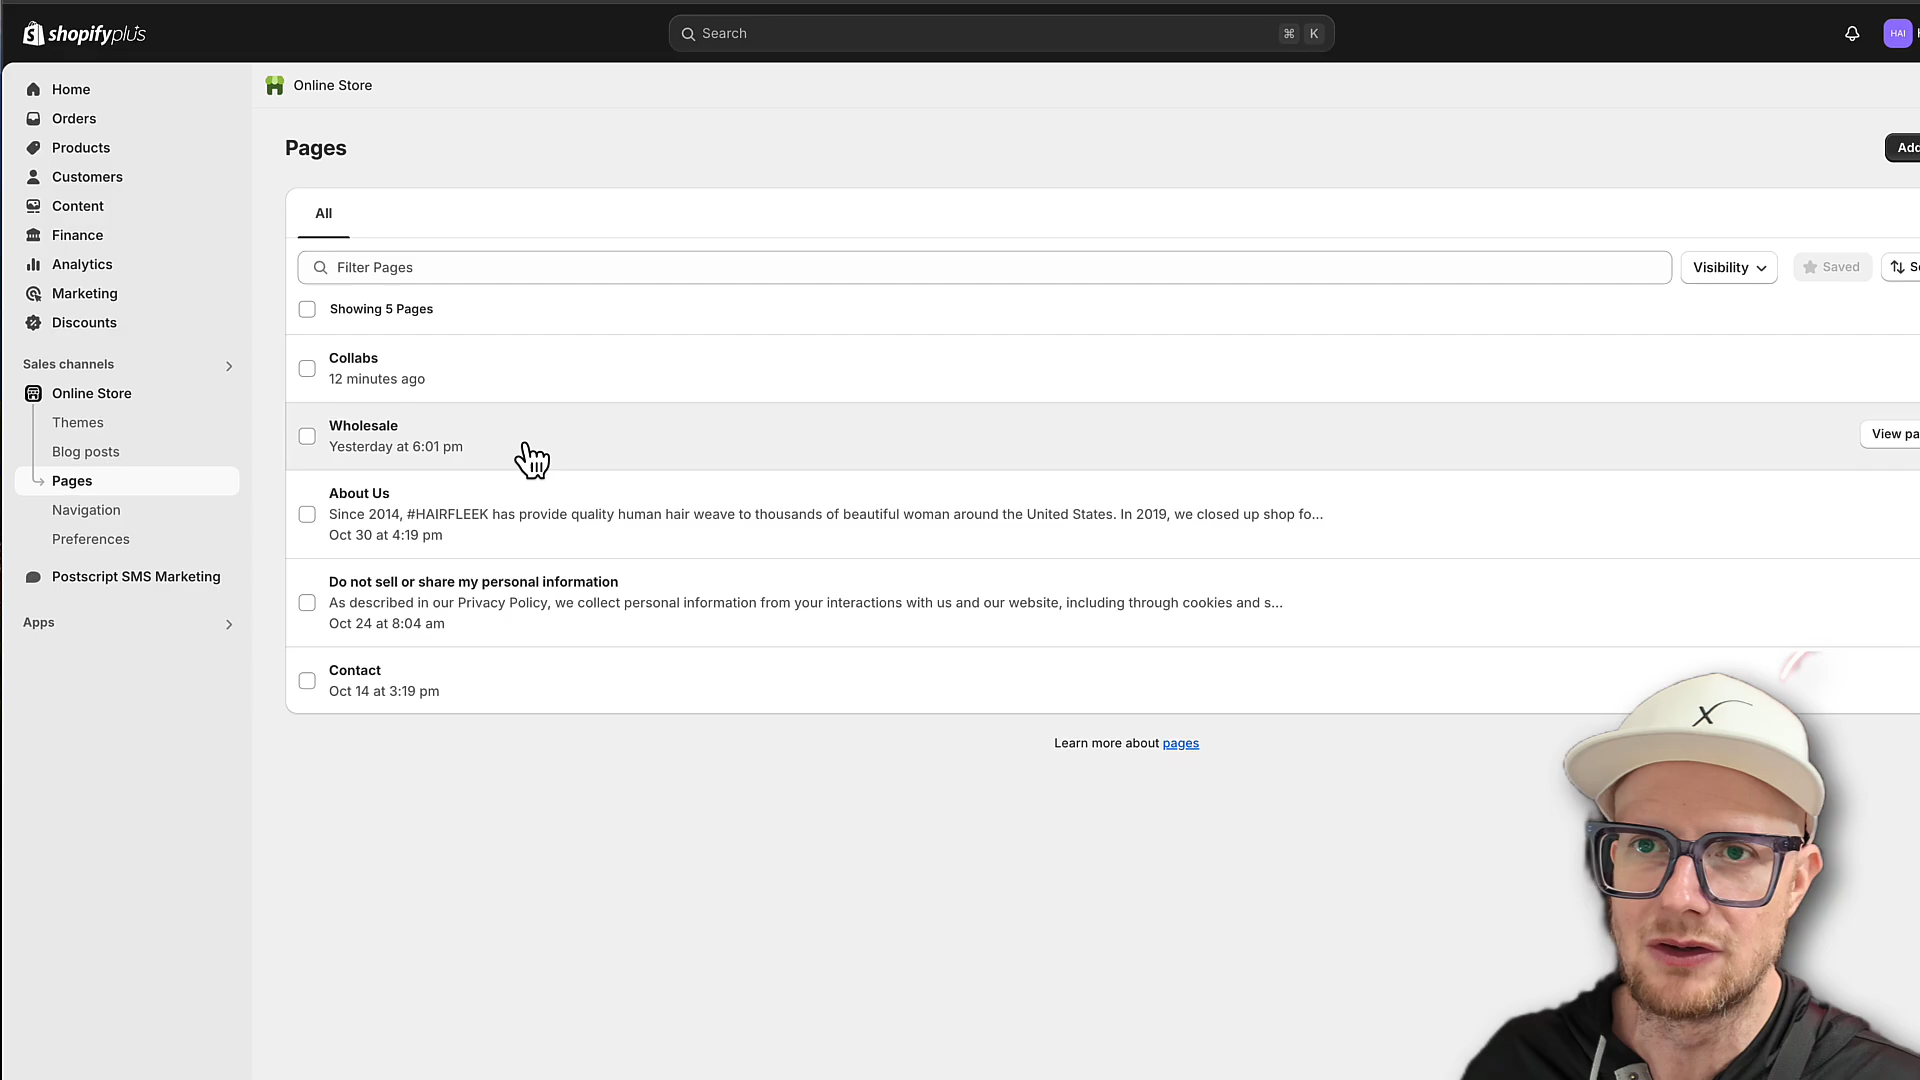 shopifyplus
Search
⌘ K
HAI
Home
Orders
Products
Customers
Content
Finance
Analytics
Marketing
Discounts
Sales channels
Online Store
Themes
Blog posts
Pages
Navigation
Preferences
Postscript SMS Marketing
Apps
Online Store
Pages
Add
All
Filter Pages
Visibility
Saved
Showing 5 Pages
Collabs
12 minutes ago
Wholesale
Yesterday at 6:01 pm
View pa
About Us
Since 2014, #HAIRFLEEK has provide quality human hair weave to thousands of beautiful woman around the United States. In 2019, we closed up shop fo...
Oct 30 at 4:19 pm
Do not sell or share my personal information
As described in our Privacy Policy, we collect personal information from your interactions with us and our website, including through cookies and s...
Oct 24 at 8:04 am
Contact
Oct 14 at 3:19 pm
Learn more about pages
X